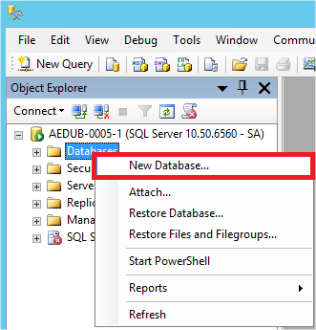 File Edit View Debug Tools Window Commu
New Query
Object Explorer
Connect
AEDUB-0005-1 (SQL Server 10.50.6560 - SA)
Databases
New Database...
Secu
Attach...
Serve
Restore Database...
Replic
Restore Files and Filegroups...
Mana
SQL S
Start PowerShell
Reports
Refresh